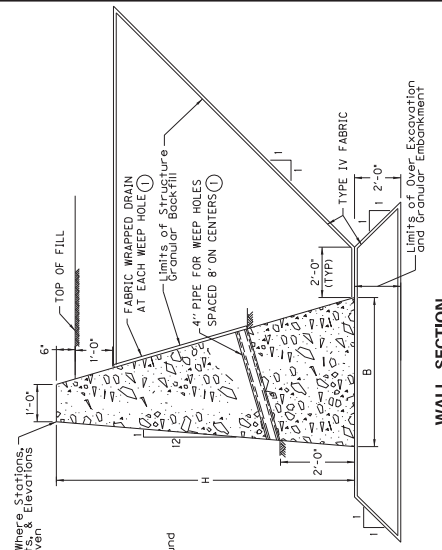 Where Stations,
ts, & Elevations
ven
und
1'-0"
6"
TOP OF FILL
1'-0"
FABRIC WRAPPED DRAIN
AT EACH WEEP HOLE ①
Limits of Structure
Granular Backfill
4" PIPE FOR WEEP HOLES
SPACED 8' ON CENTERS ①
1
12
H
2'-0"
B
2'-0"
(TYP)
1
1
TYPE IV FABRIC
1
1
2'-0"
1
1
Limits of Over Excavation
and Granular Embankment
WALL SECTION